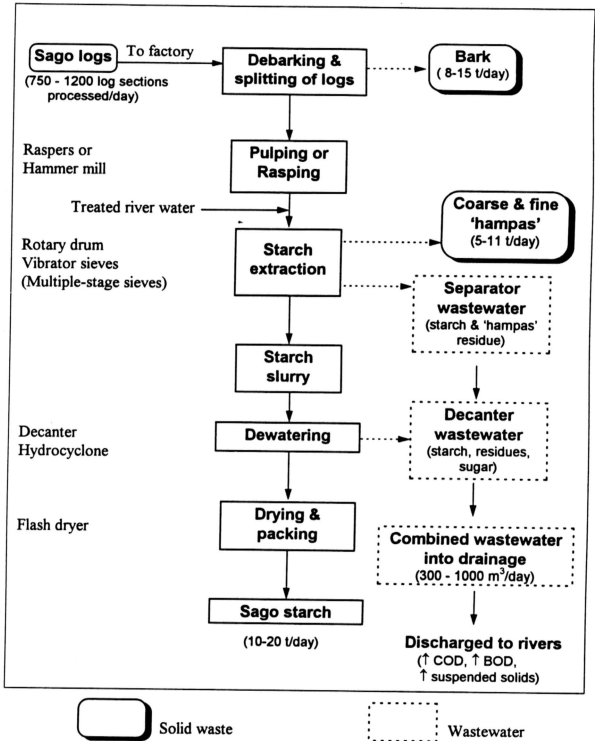 Sago logs
(750 - 1200 log sections
processed/day)
To factory
Debarking &
splitting of logs
Bark
( 8-15 t/day)
Raspers or
Hammer mill
Pulping or
Rasping
Treated river water
Coarse & fine
‘hampas’
(5-11 t/day)
Rotary drum
Vibrator sieves
(Multiple-stage sieves)
Starch
extraction
Separator
wastewater
(starch & ‘hampas’
residue)
Starch
slurry
Decanter
Hydrocyclone
Dewatering
Decanter
wastewater
(starch, residues,
sugar)
Flash dryer
Drying &
packing
Combined wastewater
into drainage
(300 - 1000 m³/day)
Sago starch
(10-20 t/day)
Discharged to rivers
(↑ COD, ↑ BOD,
↑ suspended solids)
Solid waste
Wastewater